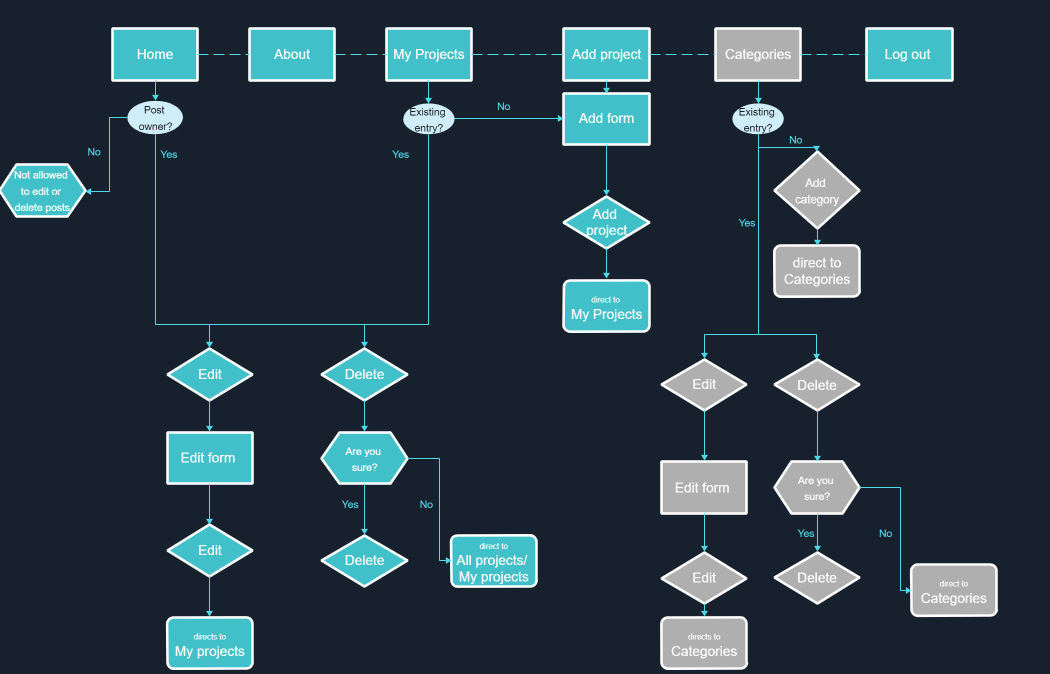 Home
About
My Projects
Add project
Categories
Log out
Post
owner?
No
Yes
Not allowed
to edit or
delete posts
Existing
entry?
No
Yes
Add form
Add
project
direct to
My Projects
Existing
entry?
No
Yes
Add
category
direct to
Categories
Edit
Edit form
Edit
directs to
My projects
Delete
Are you
sure?
Yes
No
Delete
direct to
All projects/
My projects
Edit
Edit form
Edit
directs to
Categories
Delete
Are you
sure?
Yes
No
Delete
direct to
Categories